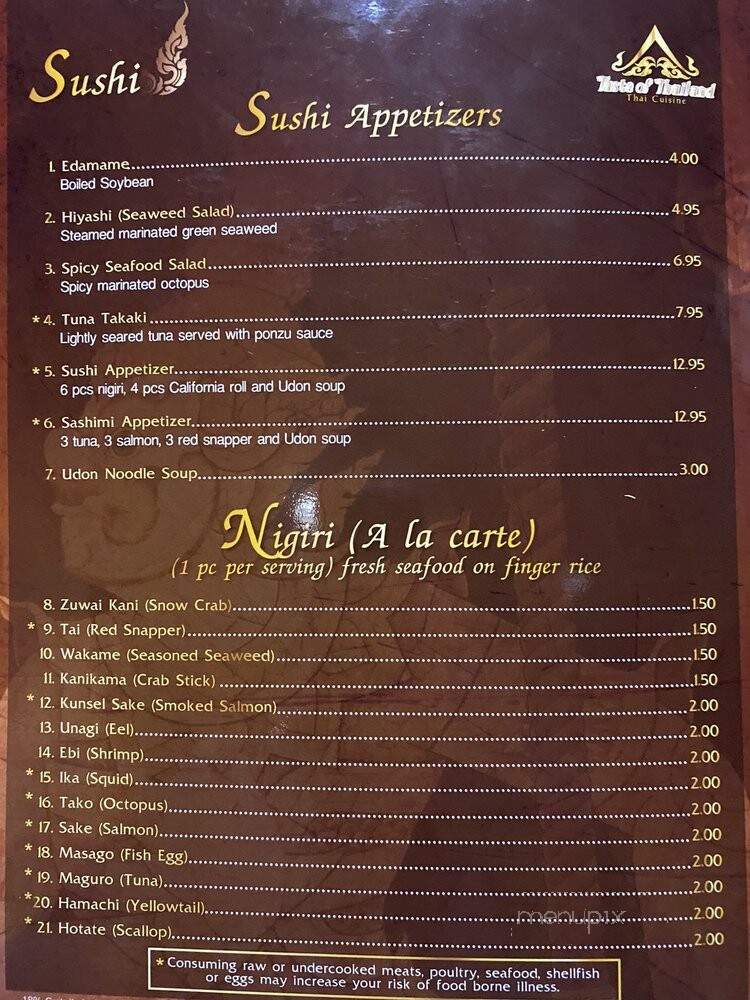 Sushi
Taste of Thailand
Thai Cuisine
Sushi Appetizers
1. Edamame 4.00
Boiled Soybean
2. Hiyashi (Seaweed Salad) 4.95
Steamed marinated green seaweed
3. Spicy Seafood Salad 6.95
Spicy marinated octopus
* 4. Tuna Takaki 7.95
Lightly seared tuna served with ponzu sauce
* 5. Sushi Appetizer 12.95
6 pcs nigiri, 4 pcs California roll and Udon soup
* 6. Sashimi Appetizer 12.95
3 tuna, 3 salmon, 3 red snapper and Udon soup
7. Udon Noodle Soup 3.00
Nigiri (A la carte)
(1 pc per serving) fresh seafood on finger rice
8. Zuwai Kani (Snow Crab) 1.50
* 9. Tai (Red Snapper) 1.50
10. Wakame (Seasoned Seaweed) 1.50
11. Kanikama (Crab Stick) 1.50
* 12. Kunsel Sake (Smoked Salmon) 2.00
13. Unagi (Eel) 2.00
14. Ebi (Shrimp) 2.00
* 15. Ika (Squid) 2.00
* 16. Tako (Octopus) 2.00
* 17. Sake (Salmon) 2.00
* 18. Masago (Fish Egg) 2.00
* 19. Maguro (Tuna) 2.00
*20. Hamachi (Yellowtail) 2.00
* 21. Hotate (Scallop) 2.00
menupix
* Consuming raw or undercooked meats, poultry, seafood, shellfish
or eggs may increase your risk of food borne illness.